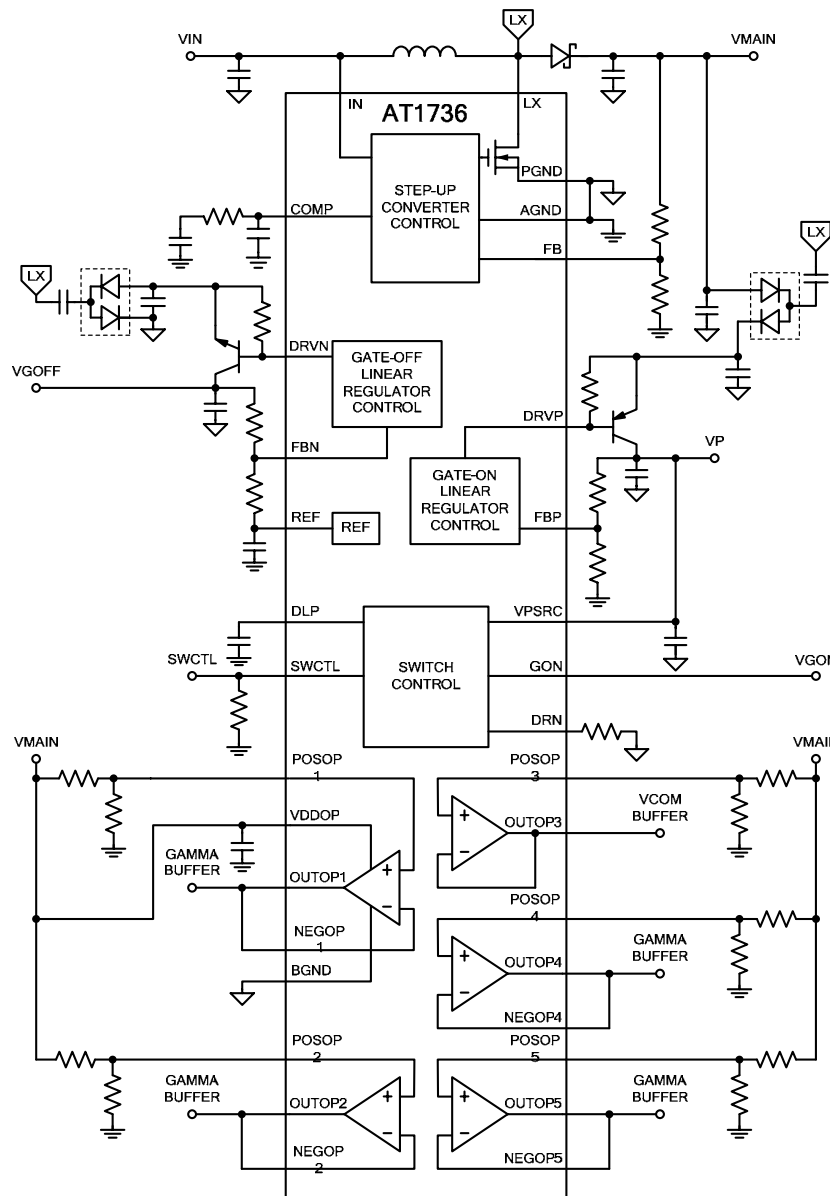 LX
VIN
VMAIN
IN
AT1736
LX
STEP-UP
CONVERTER
CONTROL
PGND
COMP
AGND
FB
LX
LX
DRVN
GATE-OFF
LINEAR
REGULATOR
CONTROL
VGOFF
DRVP
FBN
VP
GATE-ON
LINEAR
REGULATOR
CONTROL
REF
REF
FBP
DLP
VPSRC
SWCTL
SWCTL
SWITCH
CONTROL
GON
VGON
DRN
VMAIN
VMAIN
POSOP
1
POSOP
3
VDDOP
+
OUTOP3
VCOM
BUFFER
−
GAMMA
BUFFER
OUTOP1
+
−
POSOP
4
NEGOP
1
+
OUTOP4
GAMMA
BUFFER
BGND
−
NEGOP4
POSOP
2
POSOP
5
GAMMA
BUFFER
OUTOP2
+
−
+
−
OUTOP5
GAMMA
BUFFER
NEGOP
2
NEGOP5